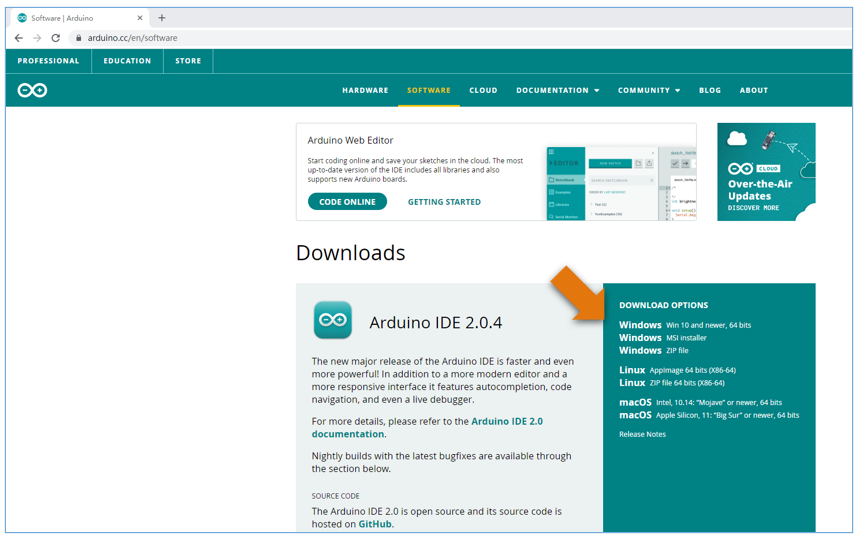 Software | Arduino
arduino.cc/en/software
PROFESSIONAL EDUCATION STORE
HARDWARE SOFTWARE CLOUD DOCUMENTATION COMMUNITY BLOG ABOUT
Arduino Web Editor
Start coding online and save your sketches in the cloud. The most
up-to-date version of the IDE includes all libraries and also
supports new Arduino boards.
CODE ONLINE GETTING STARTED
EDITOR
NEW SKETCH
Sketchbook
Examples
Libraries
Serial Monitor
CLOUD
Over-the-Air
Updates
DISCOVER MORE
Downloads
Arduino IDE 2.0.4
The new major release of the Arduino IDE is faster and even
more powerful! In addition to a more modern editor and a
more responsive interface it features autocompletion, code
navigation, and even a live debugger.
For more details, please refer to the Arduino IDE 2.0
documentation.
Nightly builds with the latest bugfixes are available through
the section below.
SOURCE CODE
The Arduino IDE 2.0 is open source and its source code is
hosted on GitHub.
DOWNLOAD OPTIONS
Windows Win 10 and newer, 64 bits
Windows MSI installer
Windows ZIP file
Linux AppImage 64 bits (X86-64)
Linux ZIP file 64 bits (X86-64)
macOS Intel, 10.14: "Mojave" or newer, 64 bits
macOS Apple Silicon, 11: "Big Sur" or newer, 64 bits
Release Notes